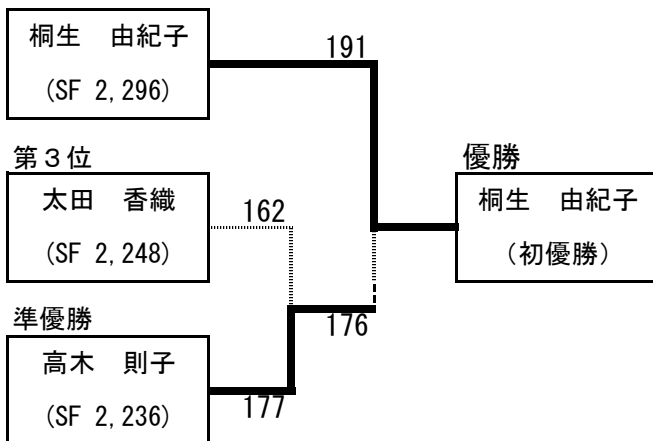 桐生　由紀子
(SF 2,296)
191
第３位
太田　香織
(SF 2,248)
162
優勝
桐生　由紀子
（初優勝）
準優勝
高木　則子
(SF 2,236)
177
176